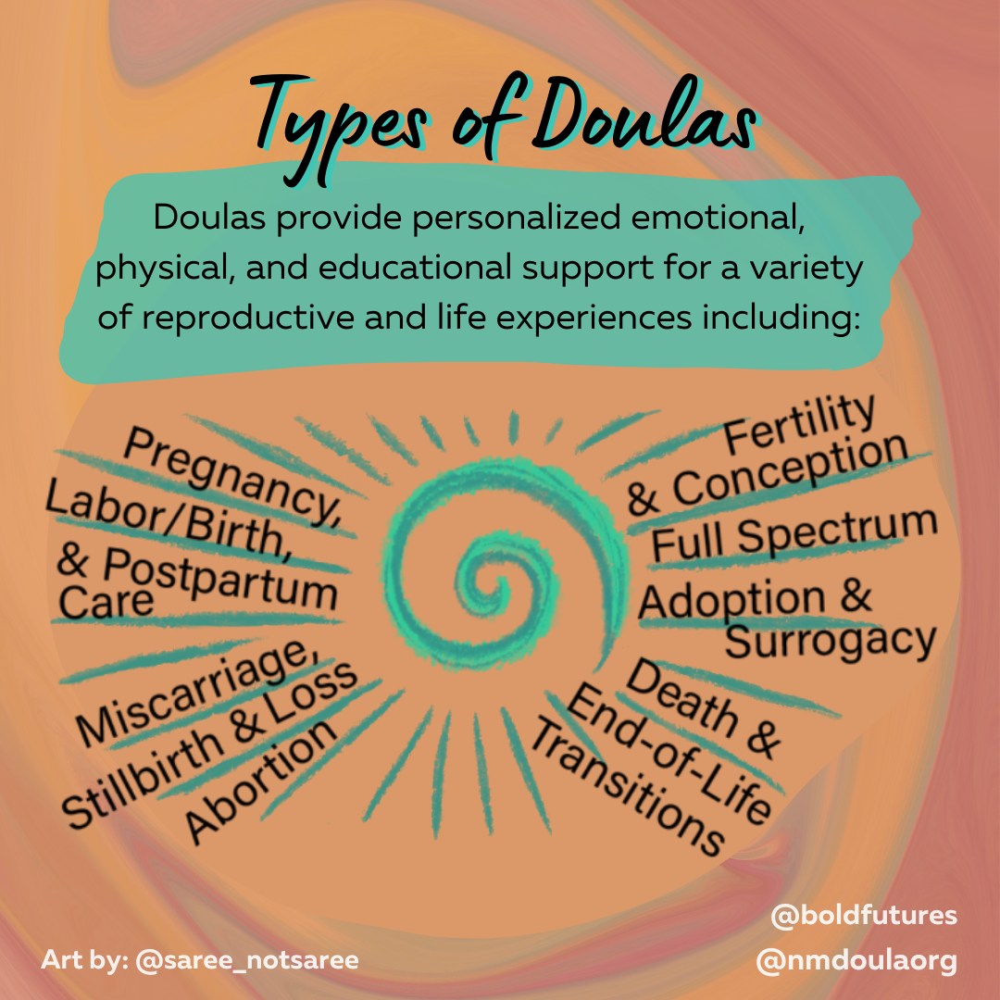 Types of Doulas
Doulas provide personalized emotional,
physical, and educational support for a variety
of reproductive and life experiences including:
Pregnancy,
Labor/Birth,
& Postpartum
Care
Miscarriage,
Stillbirth & Loss
Abortion
Fertility
& Conception
Full Spectrum
Adoption &
Surrogacy
Death &
End-of-Life
Transitions
@boldfutures
Art by: @saree_notsaree
@nmdoulaorg